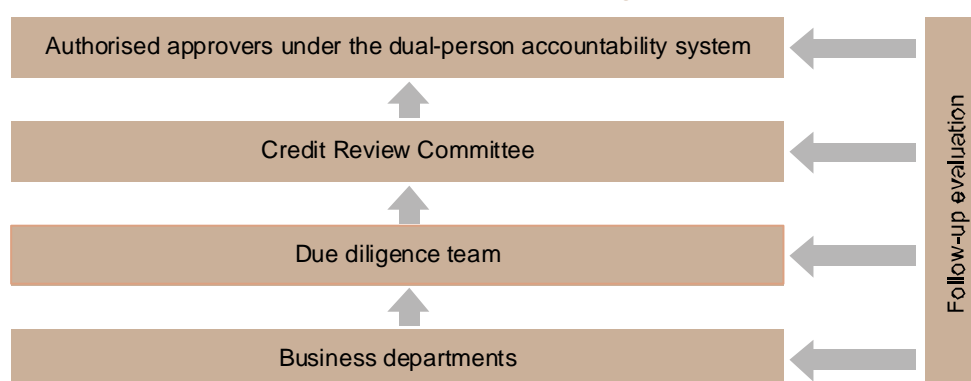 Authorised approvers under the dual-person accountability system
Credit Review Committee
Due diligence team
Business departments
Follow-up evaluation